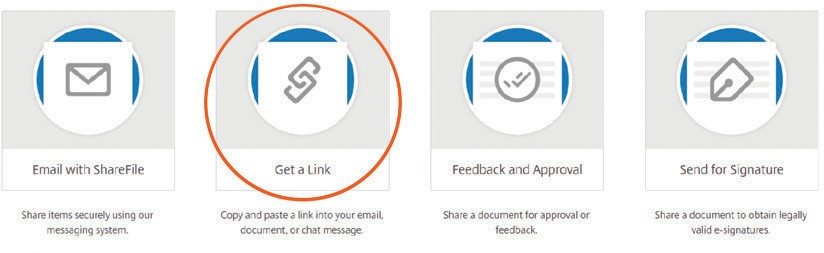 Email with ShareFile
Get a Link
Feedback and Approval
Send for Signature
Share items securely using our
messaging system.
Copy and paste a link into your email,
document, or chat message.
Share a document for approval or
feedback.
Share a document to obtain legally
valid e-signatures.